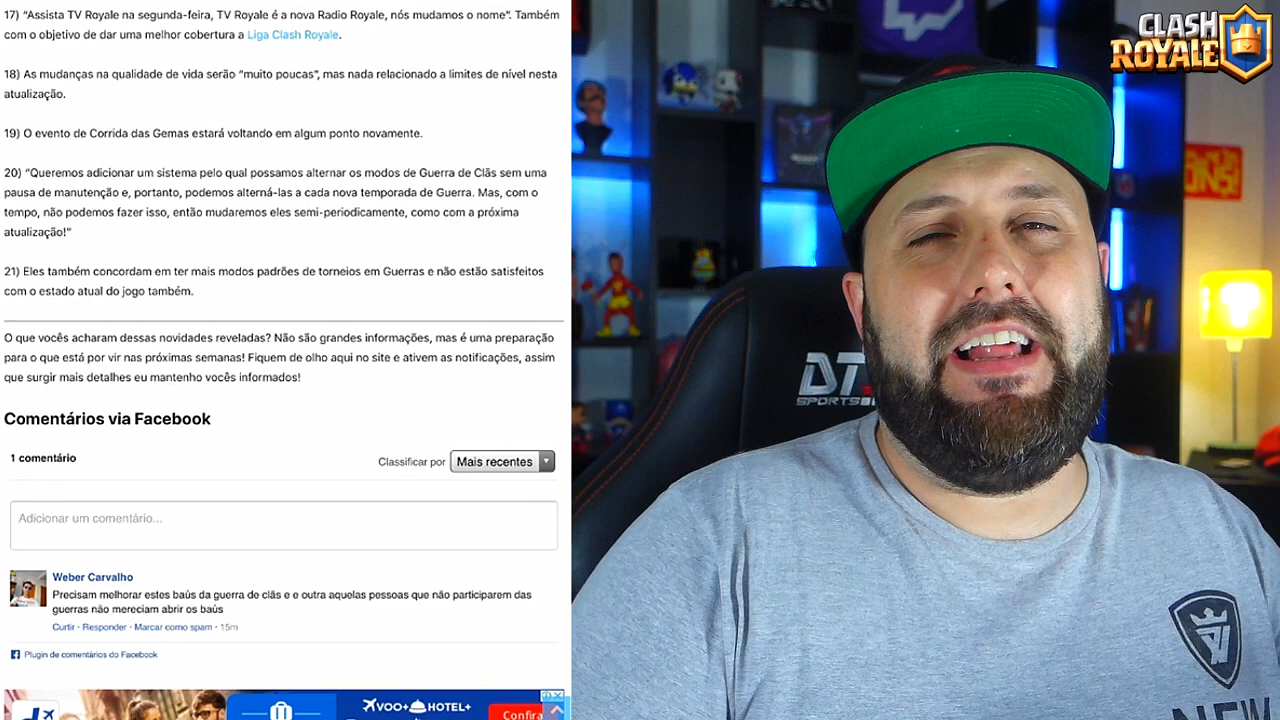 17) “Assista TV Royale na segunda-feira, TV Royale é a nova Radio Royale, nós mudamos o nome”. Também
com o objetivo de dar uma melhor cobertura a Liga Clash Royale.
18) As mudanças na qualidade de vida serão “muito poucas”, mas nada relacionado a limites de nível nesta
atualização.
19) O evento de Corrida das Gemas estará voltando em algum ponto novamente.
20) “Queremos adicionar um sistema pelo qual possamos alternar os modos de Guerra de Clãs sem uma
pausa de manutenção e, portanto, podemos alterná-las a cada nova temporada de Guerra. Mas, com o
tempo, não podemos fazer isso, então mudaremos eles semi-periodicamente, como com a próxima
atualização!”
21) Eles também concordam em ter mais modos padrões de torneios em Guerras e não estão satisfeitos
com o estado atual do jogo também.
O que vocês acharam dessas novidades reveladas? Não são grandes informações, mas é uma preparação
para o que está por vir nas próximas semanas! Fiquem de olho aqui no site e ativem as notificações, assim
que surgir mais detalhes eu mantenho vocês informados!
Comentários via Facebook
1 comentário
Classificar por Mais recentes
Adicionar um comentário...
Weber Carvalho
Precisam melhorar estes baús da guerra de clãs e e outra aquelas pessoas que não participarem das
guerras não mereciam abrir os baús
Curtir · Responder · Marcar como spam · 15m
Plugin de comentários do Facebook
VOO+ HOTEL+
Confira
CLASH
ROYALE
DT
SPORTS
NEW